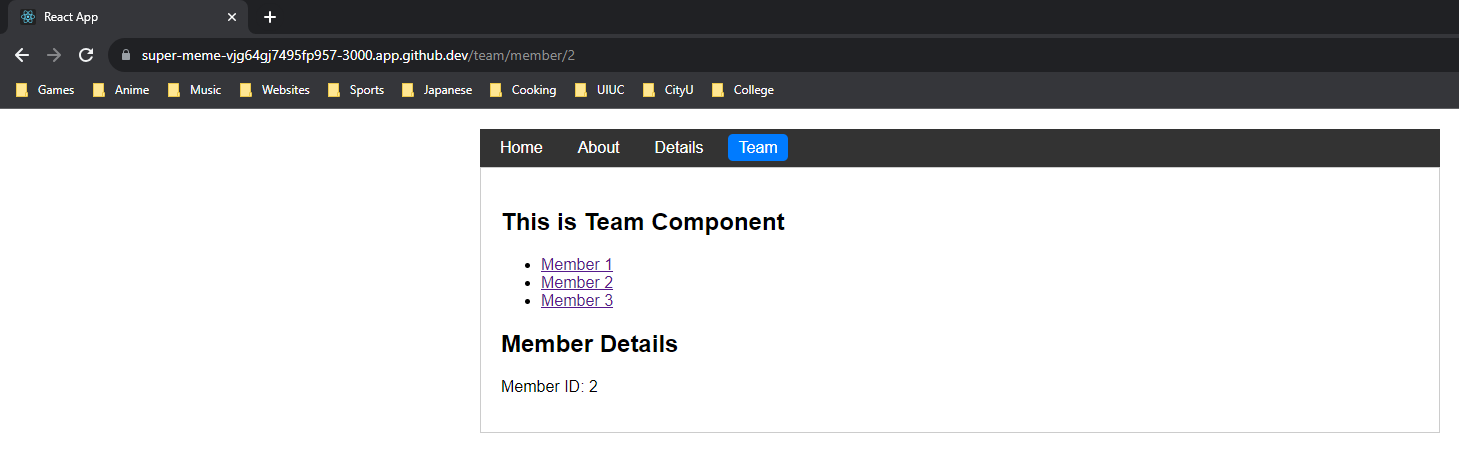 React App
super-meme-vjg64gj7495fp957-3000.app.github.dev/team/member/2
Games Anime Music Websites Sports Japanese Cooking UIUC CityU College
Home About Details Team
This is Team Component
Member 1
Member 2
Member 3
Member Details
Member ID: 2